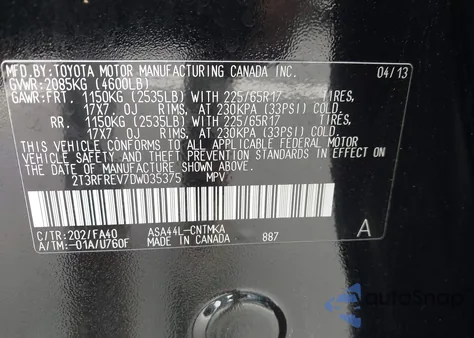 MFD.BY:TOYOTA MOTOR MANUFACTURING CANADA INC. 04/13
GVWR:2085KG (4600LB)
GAWR:FRT. 1150KG (2535LB) WITH 225/65R17 TIRES,
17X7 0J RIMS, AT 230KPA (33PSI) COLD.
RR. 1150KG (2535LB) WITH 225/65R17 TIRES,
17X7 0J RIMS, AT 230KPA (33PSI) COLD.
THIS VEHICLE CONFORMS TO ALL APPLICABLE FEDERAL MOTOR
VEHICLE SAFETY AND THEFT PREVENTION STANDARDS IN EFFECT ON
THE DATE OF MANUFACTURE SHOWN ABOVE.
2T3RFREV7DW035375 MPV
C/TR:202/FA40 ASA44L-CNTMKA A
A/TM:-01A/U760F MADE IN CANADA 887
AutoSnap